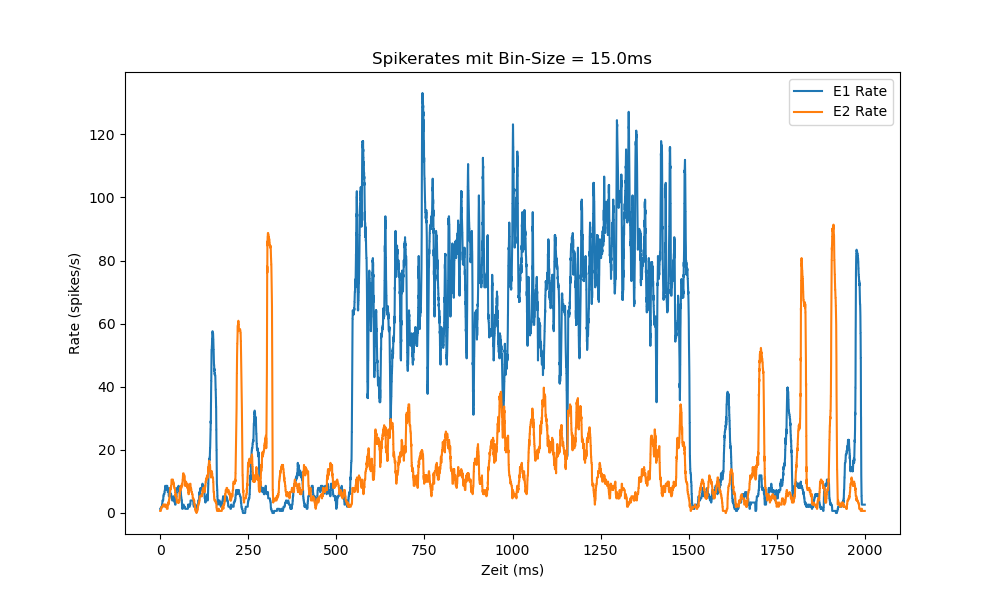 Spikerates mit Bin-Size = 15.0ms
E1 Rate
E2 Rate
Rate (spikes/s)
120
100
80
60
40
20
0
0 250 500 750 1000 1250 1500 1750 2000
Zeit (ms)